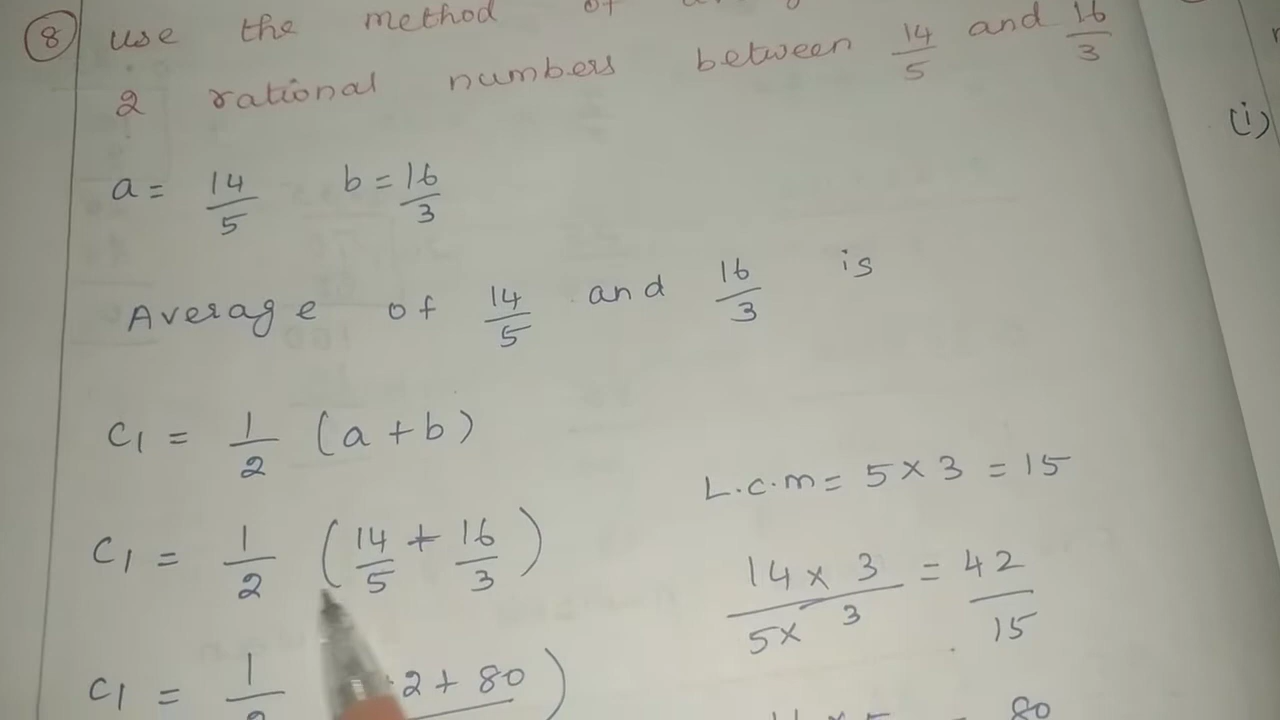 8 use the method of
2 rational numbers between 14/5 and 16/3
(i)
a = 14/5 b = 16/3
Average of 14/5 and 16/3 is
C1 = 1/2 (a + b)
L.C.M = 5 × 3 = 15
C1 = 1/2 (14/5 + 16/3)
14 × 3 / 5 × 3 = 42/15
C1 = 1/2 2 + 80 )
= 80